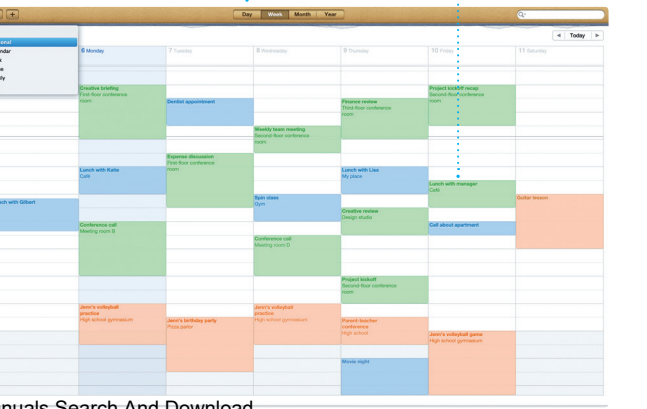 +
Day Week Month Year
Today
6 Monday
7 Tuesday
8 Wednesday
9 Thursday
10 Friday
11 Saturday
Creative briefing
First-floor conference
room
Lunch with Katie
Café
Conference call
Meeting room B
Jenn's volleyball
practice
High school gymnasium
Dentist appointment
Expense discussion
First-floor conference
room
Jenn's birthday party
Pizza parlor
Weekly team meeting
Second-floor conference
room
Spin class
Gym
Conference call
Meeting room B
Jenn's volleyball
practice
High school gymnasium
Finance review
Third-floor conference
room
Lunch with Lisa
My place
Creative review
Design studio
Project kickoff
Second-floor conference
room
Parent-teacher
conference
High school
Movie night
Project kickoff recap
Second-floor conference
room
Lunch with manager
Café
Call about apartment
Jenn's volleyball game
High school gymnasium
Guitar lesson
nch with Gilbert
nuals Search And Download